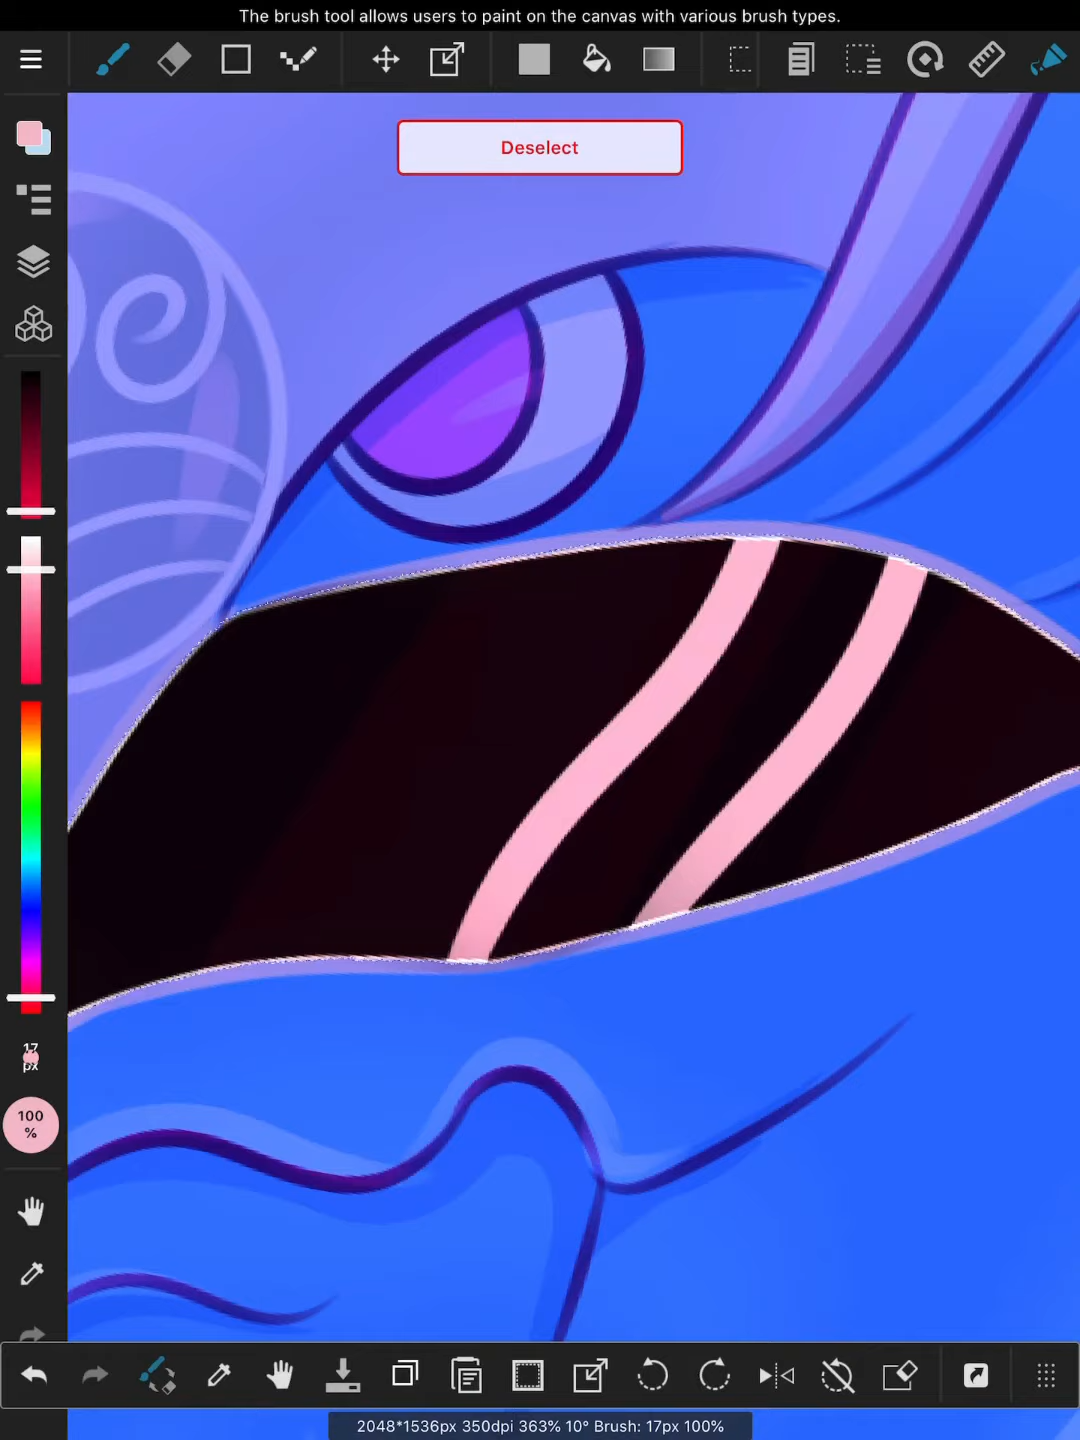 The brush tool allows users to paint on the canvas with various brush types.
Deselect
17
px
100
%
2048*1536px 350dpi 363% 10° Brush: 17px 100%